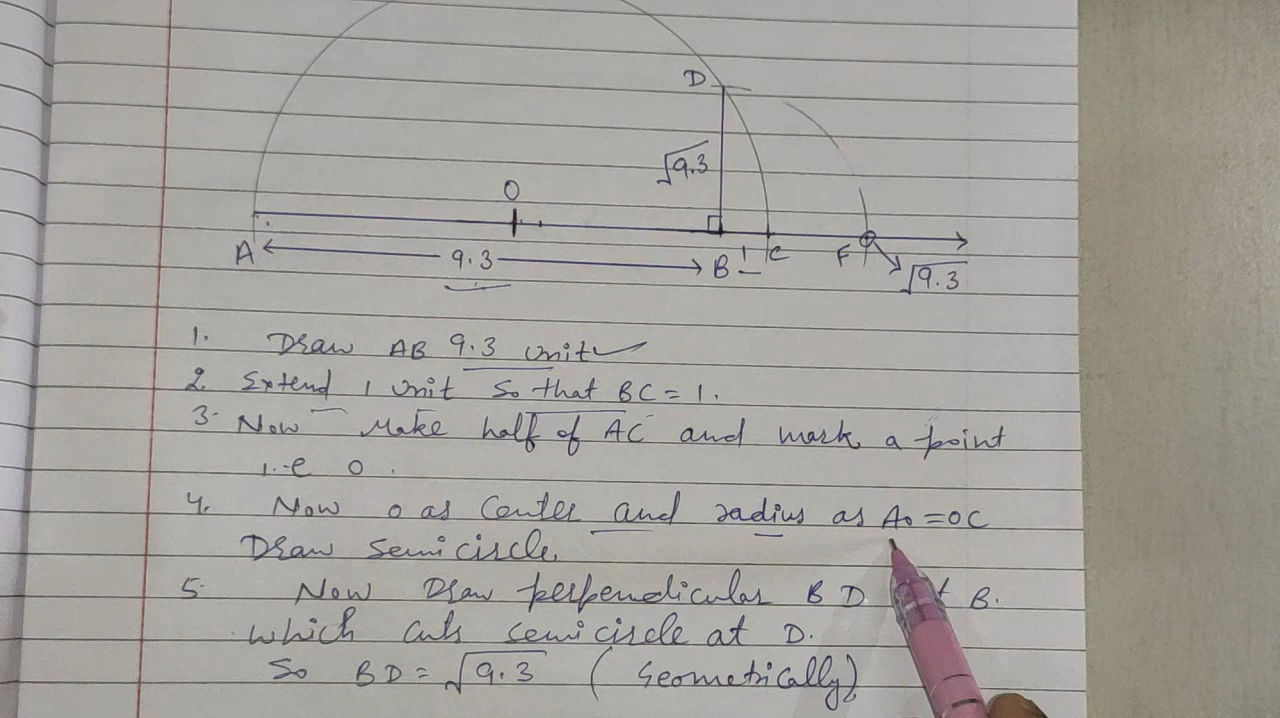 D
√9.3
O
A
9.3
B
1
C
F
√9.3
1. Draw AB 9.3 unit
2. Extend 1 unit so that BC = 1.
3. Now Make half of AC and mark a point
i.e O.
4. Now O as Center and radius as AO = OC
Draw semicircle
5. Now Draw perpendicular BD at B.
which cuts semicircle at D.
So BD = √9.3 (Geometrically)